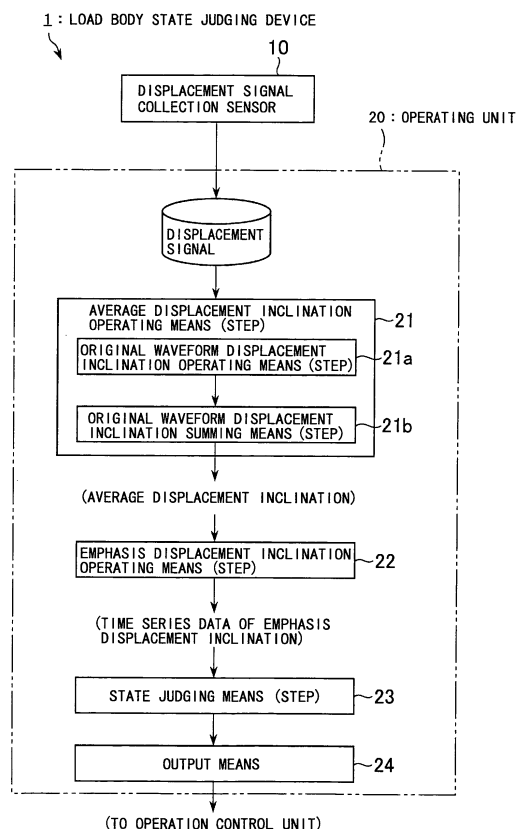 1 : LOAD BODY STATE JUDGING DEVICE
10
DISPLACEMENT SIGNAL
COLLECTION SENSOR
20 : OPERATING UNIT
DISPLACEMENT
SIGNAL
AVERAGE DISPLACEMENT INCLINATION
OPERATING MEANS (STEP)
21
ORIGINAL WAVEFORM DISPLACEMENT
INCLINATION OPERATING MEANS (STEP)
21a
ORIGINAL WAVEFORM DISPLACEMENT
INCLINATION SUMMING MEANS (STEP)
21b
(AVERAGE DISPLACEMENT INCLINATION)
EMPHASIS DISPLACEMENT INCLINATION
OPERATING MEANS (STEP)
22
(TIME SERIES DATA OF EMPHASIS
DISPLACEMENT INCLINATION)
STATE JUDGING MEANS (STEP)
23
OUTPUT MEANS
24
(TO OPERATION CONTROL UNIT)